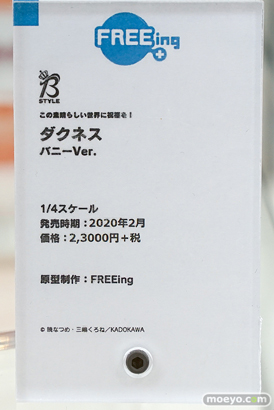 FREEing
B
STYLE
この素晴らしい世界に祝福を！
ダクネス
バニーVer.
1/4スケール
発売時期：2020年2月
価格：2,3000円＋税
原型制作：FREEing
© 暁なつめ・三嶋くろね／KADOKAWA
moeyo.com